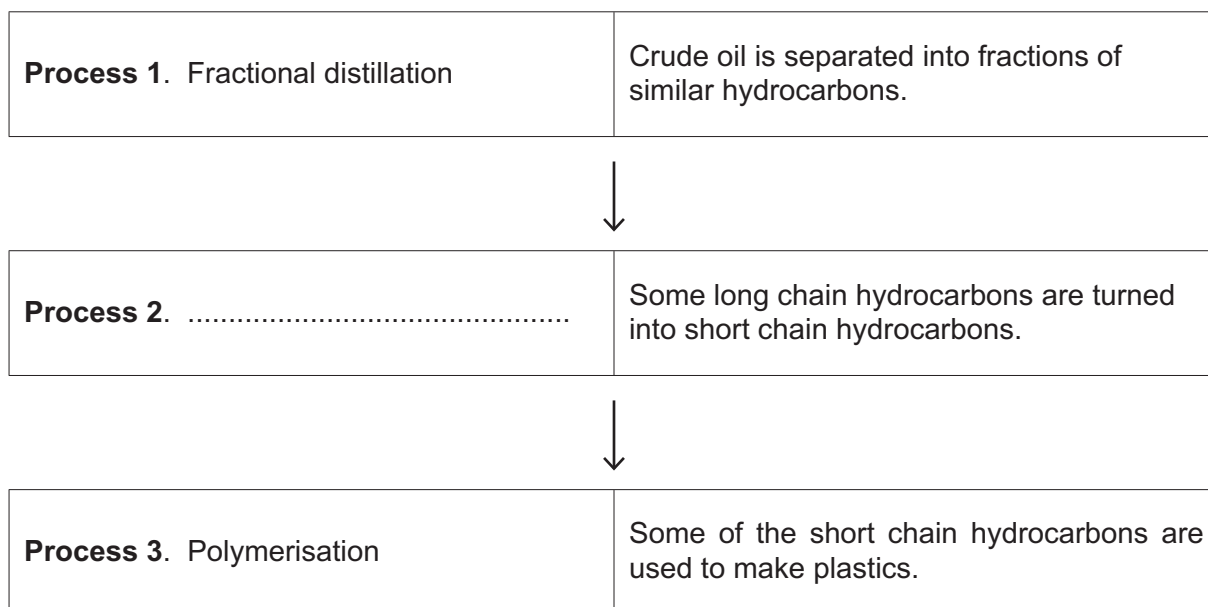 Process 1. Fractional distillation
Crude oil is separated into fractions of
similar hydrocarbons.
Process 2. ..............................................
Some long chain hydrocarbons are turned
into short chain hydrocarbons.
Process 3. Polymerisation
Some of the short chain hydrocarbons are
used to make plastics.